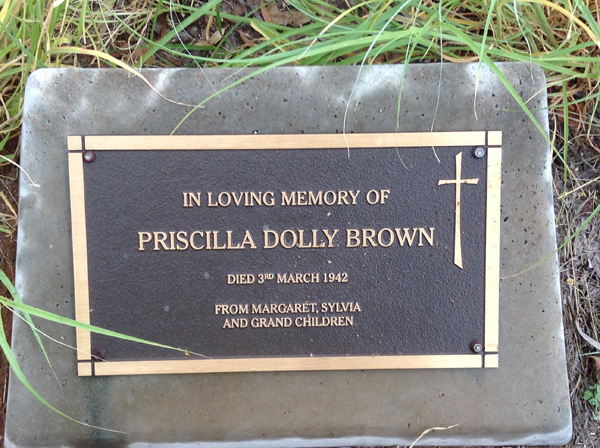 IN LOVING MEMORY OF
PRISCILLA DOLLY BROWN
DIED 3RD MARCH 1942
FROM MARGARET, SYLVIA
AND GRAND CHILDREN